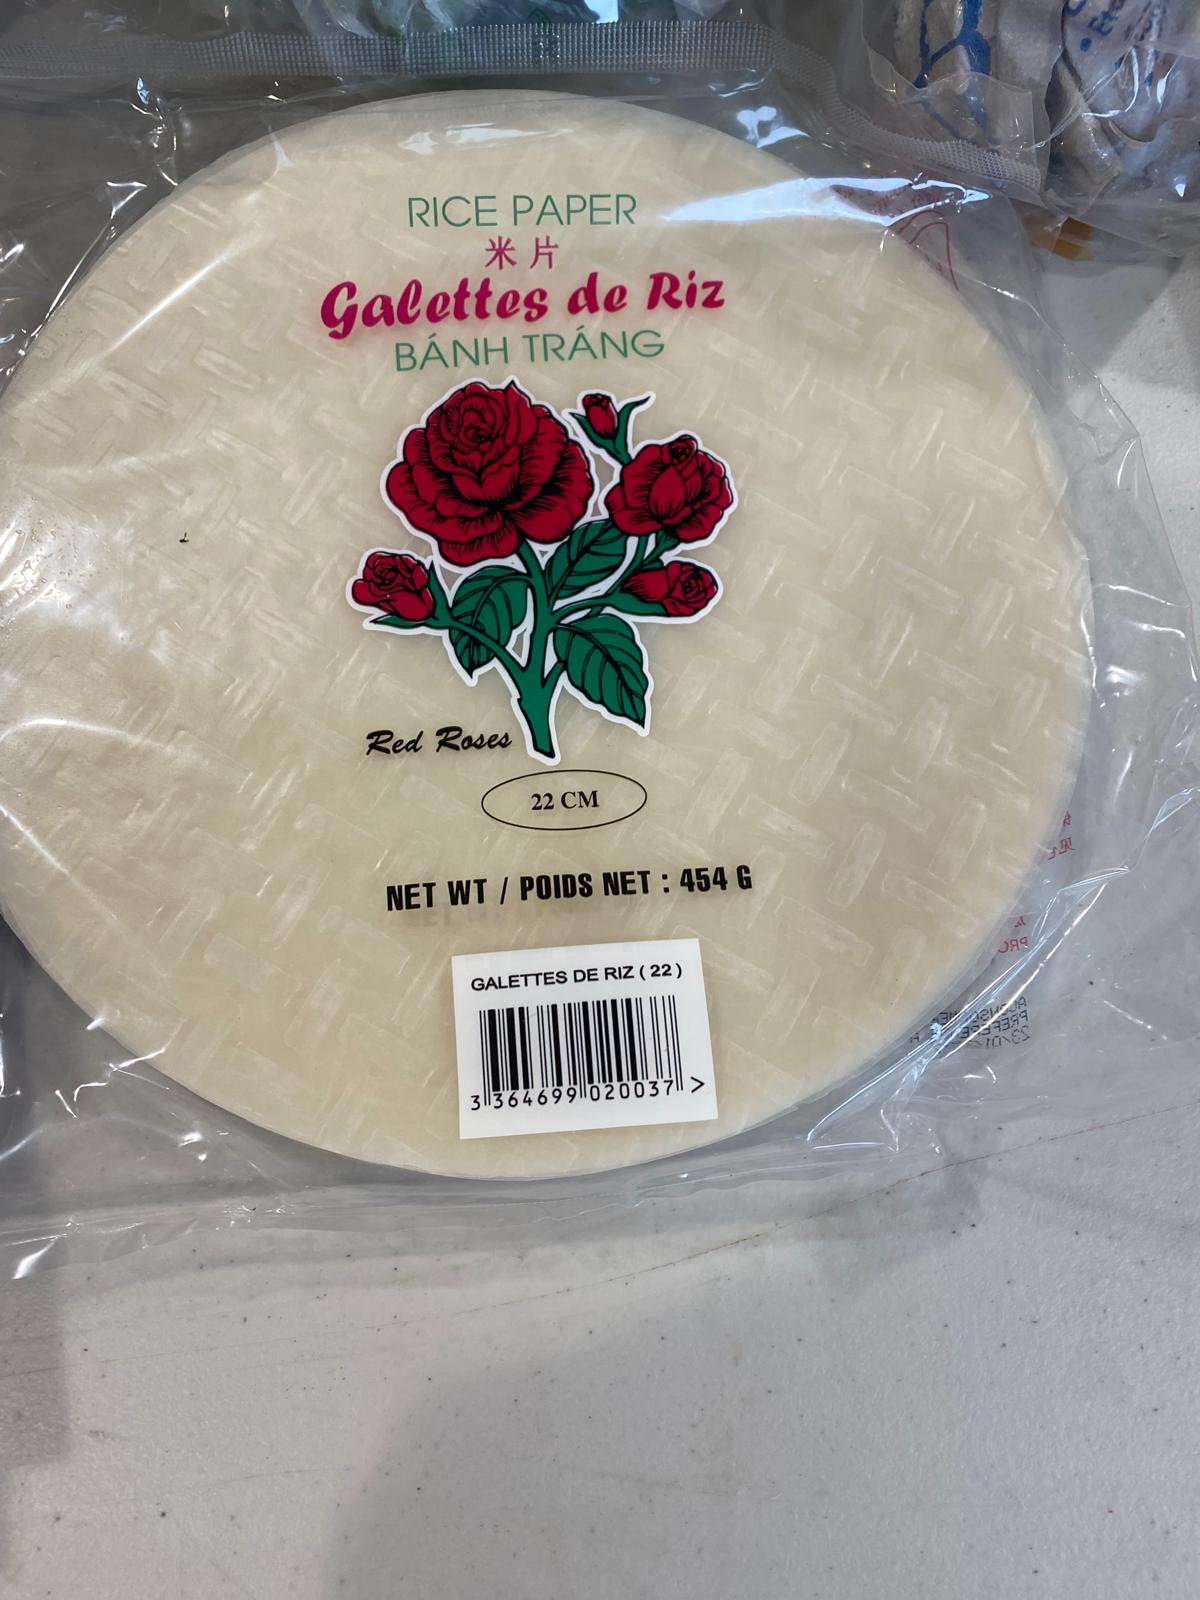 RICE PAPER
米片
Galettes de Riz
BÁNH TRÁNG
Red Roses
22 CM
NET WT / POIDS NET : 454 G
GALETTES DE RIZ ( 22 )
3 364699 020037 >